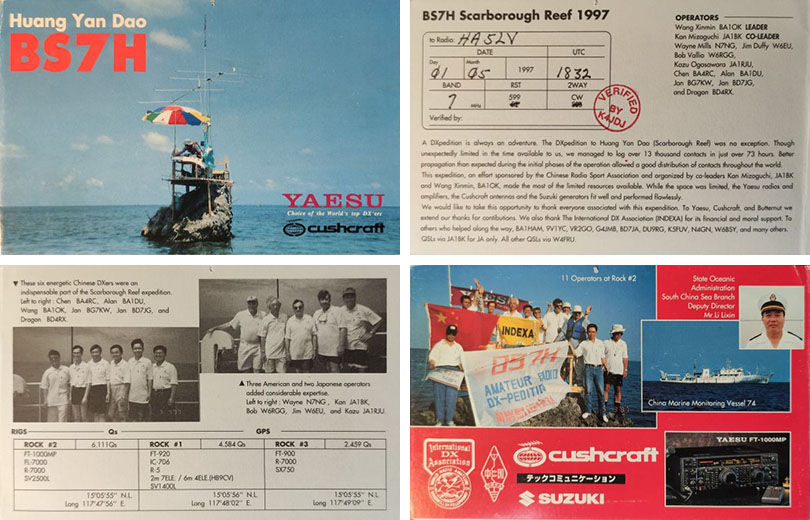 Huang Yan Dao
BS7H
YAESU
Choice of the World's top DX'ers
cushcraft
BS7H Scarborough Reef 1997
to Radio: HA5LV
DATE
UTC
Day
Month
1997
01
05
1832
BAND
RST
2WAY
7 MHz
599
CW
Verified by:
VERIFIED BY K4JDJ
OPERATORS
Wang Xinmin BA1OK LEADER
Kan Mizoguchi JA1BK CO-LEADER
Wayne Mills N7NG, Jim Duffy W6EU,
Bob Vallio W6RGG,
Kazu Ogasawara JA1RJU,
Chen BA4RC, Alan BA1DU,
Jon BG7KW, Jan BD7JG,
and Dragon BD4RX.
A DXpedition is always an adventure. The DXpedition to Huang Yan Dao (Scarborough Reef) was no exception. Though
unexpectedly limited in the time available to us, we managed to log over 13 thousand contacts in just over 73 hours. Better
propagation than expected during the initial phases of the operation allowed a good distribution of contacts throughout the world.
This expedition, an effort sponsored by the Chinese Radio Sport Association and organized by co-leaders Kan Mizoguchi, JA1BK
and Wang Xinmin, BA1OK, made the most of the limited resources available. While the space was limited, the Yaesu radios and
amplifiers, the Cushcraft antennas and the Suzuki generators fit well and performed flawlessly.
We would like to take this opportunity to thank everyone associated with this expedition. To Yaesu, Cushcraft, and Butternut we
extend our thanks for contibutions. We also thank The International DX Association (INDEXA) for its financial and moral support. To
others who helped along the way, BA1HAM, 9V1YC, VR2GO, G4JMB, BD7JA, DU9RG, K5FUV, N4GN, W6BSY, and many others.
QSLs via JA1BK for JA only. All other QSLs via W4FRU.
▼ These six energetic Chinese DXers were an
indispensable part of the Scarborough Reef expedition.
Left to right : Chen BA4RC, Alan BA1DU,
Wang BA1OK, Jon BG7KW, Jan BD7JG, and
Dragon BD4RX.
▲ Three American and two Japanese operators
added considerable expertise.
Left to right : Wayne N7NG , Kan JA1BK,
Bob W6RGG, Jim W6EU, and Kazu JA1RJU.
RIGS
Qs
GPS
ROCK #2
6.111Qs
ROCK #1
4.584 Qs
ROCK #3
2.459 Qs
FT-1000MP
FL-7000
R-7000
SV2500L
FT-920
IC-706
R-5
2m 7ELE. / 6m 4ELE.(HB9CV)
SV1400L
FT-900
R-7000
SX750
15°05'55" N.L
Long 117°47'56" E.
15°05'56" N.L
Long 117°48'02" E.
15°05'55" N.L
Long 117°49'09" E.
11 Operators at Rock #2
INDEXA
BS7H
AMATEUR RADIO
DX-PEDITIO
State Oceanic
Administration
South China Sea Branch
Deputy Director
Mr.Li Lixin
China Marine Monitoring Vessel 74
International
DX
Association
cushcraft
テックコミュニケーション
SUZUKI
YAESU FT-1000MP